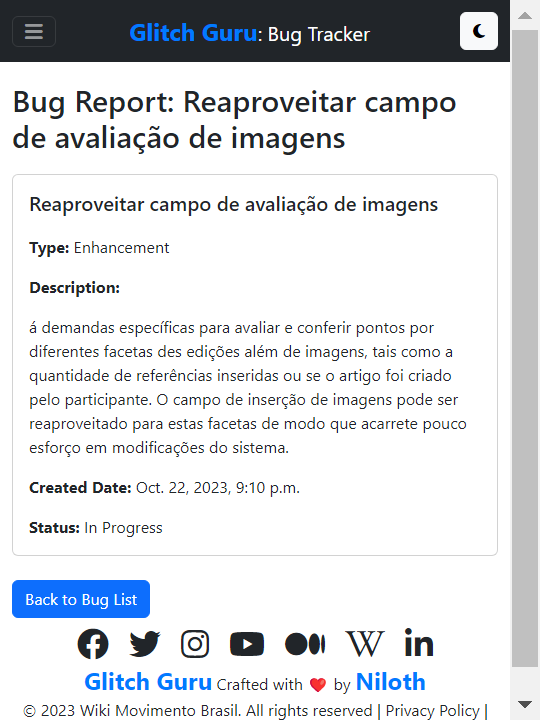 Glitch Guru: Bug Tracker
Bug Report: Reaproveitar campo
de avaliação de imagens
Reaproveitar campo de avaliação de imagens
Type: Enhancement
Description:
á demandas específicas para avaliar e conferir pontos por
diferentes facetas des edições além de imagens, tais como a
quantidade de referências inseridas ou se o artigo foi criado
pelo participante. O campo de inserção de imagens pode ser
reaproveitado para estas facetas de modo que acarrete pouco
esforço em modificações do sistema.
Created Date: Oct. 22, 2023, 9:10 p.m.
Status: In Progress
Back to Bug List
Glitch Guru Crafted with ❤️ by Niloth
© 2023 Wiki Movimento Brasil. All rights reserved | Privacy Policy |